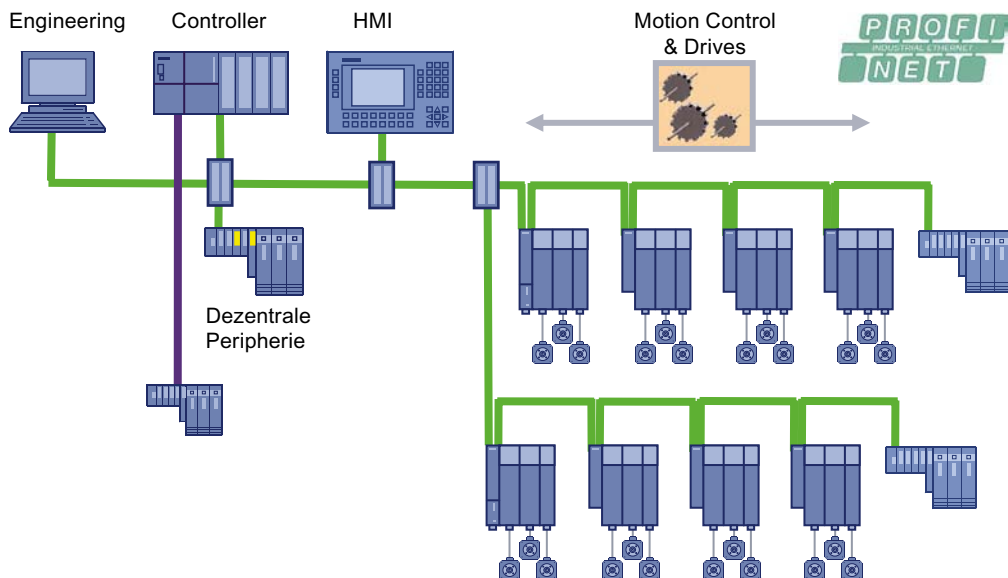 Engineering
Controller
HMI
Motion Control
& Drives
PROFI
INDUSTRIAL ETHERNET
NET
Dezentrale
Peripherie